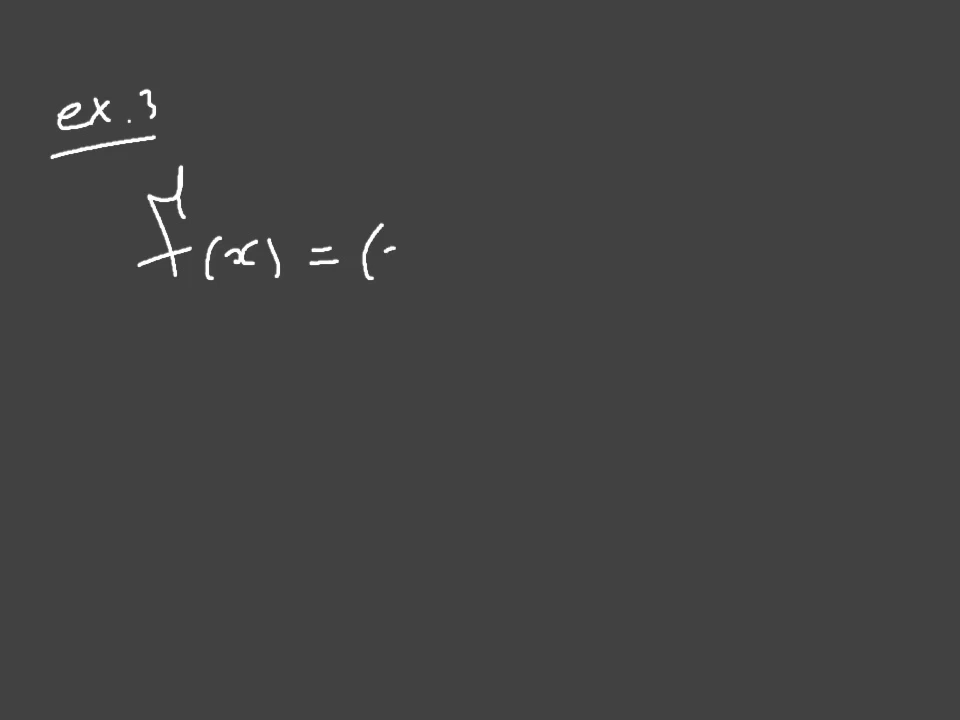 ex. 3
f(x) = (